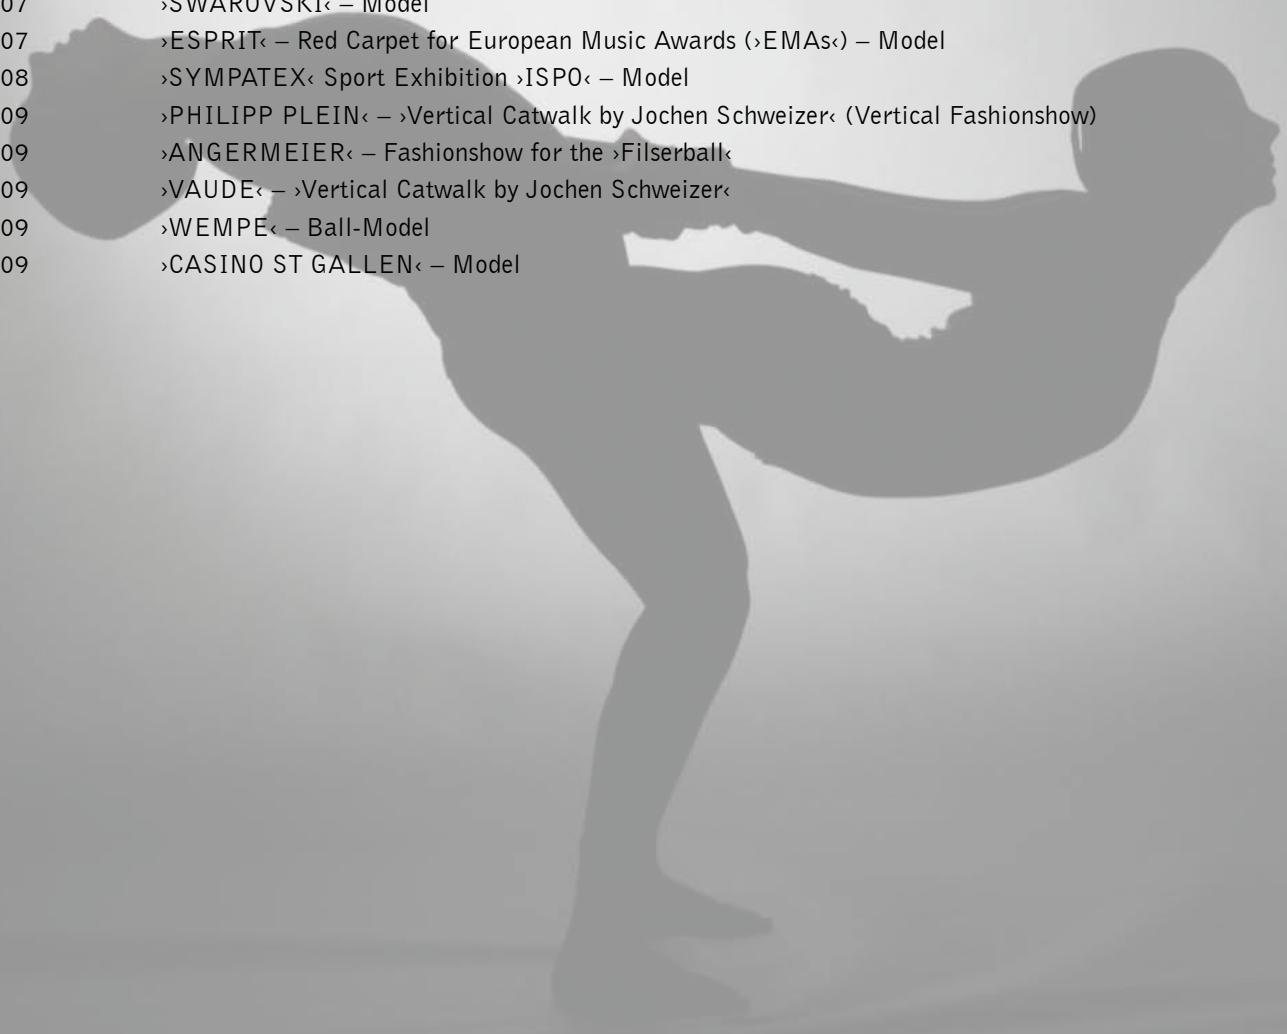 07 ›SWAROVSKI‹ – Model
07 ›ESPRIT‹ – Red Carpet for European Music Awards (›EMAs‹) – Model
08 ›SYMPATEX‹ Sport Exhibition ›ISPO‹ – Model
09 ›PHILIPP PLEIN‹ – ›Vertical Catwalk by Jochen Schweizer‹ (Vertical Fashionshow)
09 ›ANGERMEIER‹ – Fashionshow for the ›Filserball‹
09 ›VAUDE‹ – ›Vertical Catwalk by Jochen Schweizer‹
09 ›WEMPE‹ – Ball-Model
09 ›CASINO ST GALLEN‹ – Model